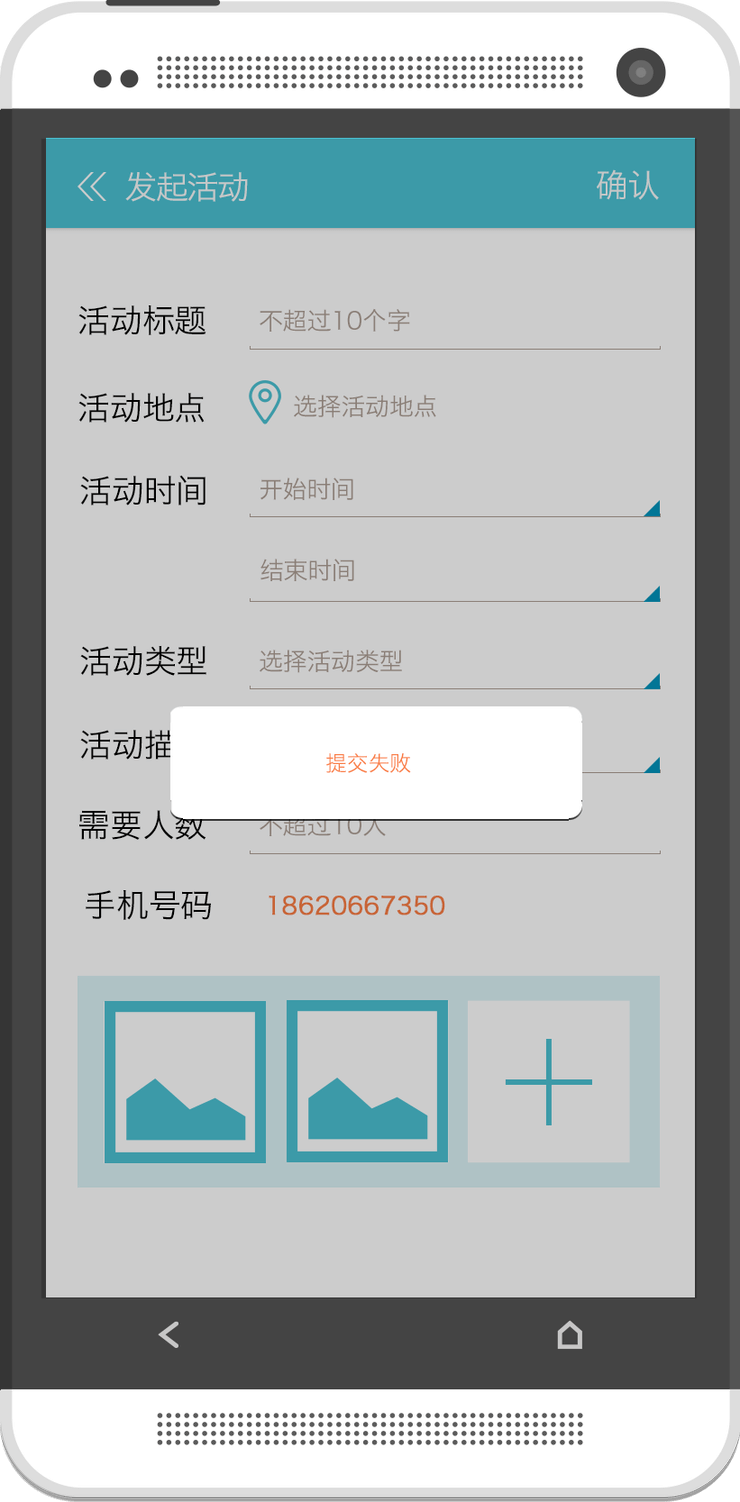 发起活动 确认
活动标题 不超过10个字
活动地点 选择活动地点
活动时间 开始时间
结束时间
活动类型 选择活动类型
活动描
提交失败
需要人数 不超过10人
手机号码 18620667350